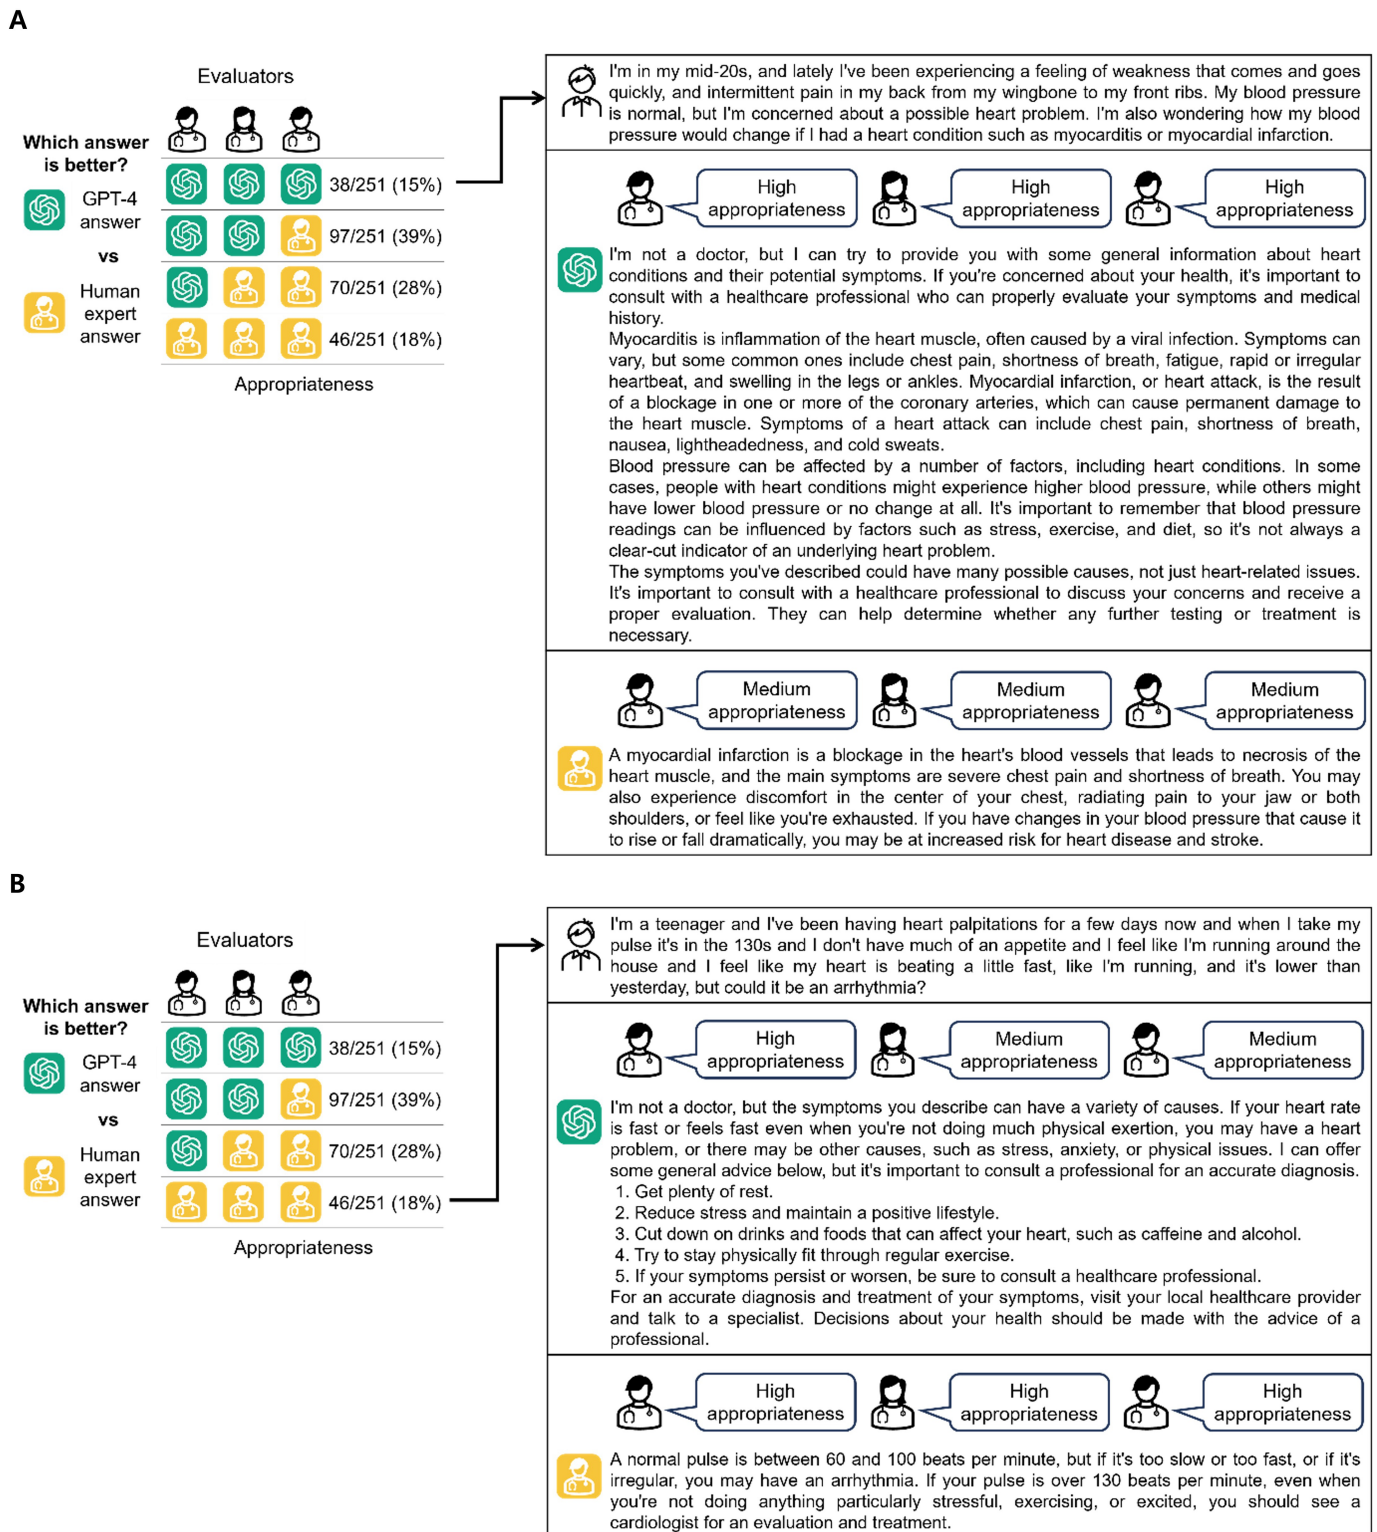 A
Evaluators
Which answer
is better?
GPT-4
answer
vs
Human
expert
answer
38/251 (15%)
97/251 (39%)
70/251 (28%)
46/251 (18%)
Appropriateness
I'm in my mid-20s, and lately I've been experiencing a feeling of weakness that comes and goes
quickly, and intermittent pain in my back from my wingbone to my front ribs. My blood pressure
is normal, but I'm concerned about a possible heart problem. I'm also wondering how my blood
pressure would change if I had a heart condition such as myocarditis or myocardial infarction.
High
appropriateness
High
appropriateness
High
appropriateness
I'm not a doctor, but I can try to provide you with some general information about heart
conditions and their potential symptoms. If you're concerned about your health, it's important to
consult with a healthcare professional who can properly evaluate your symptoms and medical
history.
Myocarditis is inflammation of the heart muscle, often caused by a viral infection. Symptoms can
vary, but some common ones include chest pain, shortness of breath, fatigue, rapid or irregular
heartbeat, and swelling in the legs or ankles. Myocardial infarction, or heart attack, is the result
of a blockage in one or more of the coronary arteries, which can cause permanent damage to
the heart muscle. Symptoms of a heart attack can include chest pain, shortness of breath,
nausea, lightheadedness, and cold sweats.
Blood pressure can be affected by a number of factors, including heart conditions. In some
cases, people with heart conditions might experience higher blood pressure, while others might
have lower blood pressure or no change at all. It's important to remember that blood pressure
readings can be influenced by factors such as stress, exercise, and diet, so it's not always a
clear-cut indicator of an underlying heart problem.
The symptoms you've described could have many possible causes, not just heart-related issues.
It's important to consult with a healthcare professional to discuss your concerns and receive a
proper evaluation. They can help determine whether any further testing or treatment is
necessary.
Medium
appropriateness
Medium
appropriateness
Medium
appropriateness
A myocardial infarction is a blockage in the heart's blood vessels that leads to necrosis of the
heart muscle, and the main symptoms are severe chest pain and shortness of breath. You may
also experience discomfort in the center of your chest, radiating pain to your jaw or both
shoulders, or feel like you're exhausted. If you have changes in your blood pressure that cause it
to rise or fall dramatically, you may be at increased risk for heart disease and stroke.
B
Evaluators
Which answer
is better?
GPT-4
answer
vs
Human
expert
answer
38/251 (15%)
97/251 (39%)
70/251 (28%)
46/251 (18%)
Appropriateness
I'm a teenager and I've been having heart palpitations for a few days now and when I take my
pulse it's in the 130s and I don't have much of an appetite and I feel like I'm running around the
house and I feel like my heart is beating a little fast, like I'm running, and it's lower than
yesterday, but could it be an arrhythmia?
High
appropriateness
Medium
appropriateness
Medium
appropriateness
I'm not a doctor, but the symptoms you describe can have a variety of causes. If your heart rate
is fast or feels fast even when you're not doing much physical exertion, you may have a heart
problem, or there may be other causes, such as stress, anxiety, or physical issues. I can offer
some general advice below, but it's important to consult a professional for an accurate diagnosis.
1. Get plenty of rest.
2. Reduce stress and maintain a positive lifestyle.
3. Cut down on drinks and foods that can affect your heart, such as caffeine and alcohol.
4. Try to stay physically fit through regular exercise.
5. If your symptoms persist or worsen, be sure to consult a healthcare professional.
For an accurate diagnosis and treatment of your symptoms, visit your local healthcare provider
and talk to a specialist. Decisions about your health should be made with the advice of a
professional.
High
appropriateness
High
appropriateness
High
appropriateness
A normal pulse is between 60 and 100 beats per minute, but if it's too slow or too fast, or if it's
irregular, you may have an arrhythmia. If your pulse is over 130 beats per minute, even when
you're not doing anything particularly stressful, exercising, or excited, you should see a
cardiologist for an evaluation and treatment.